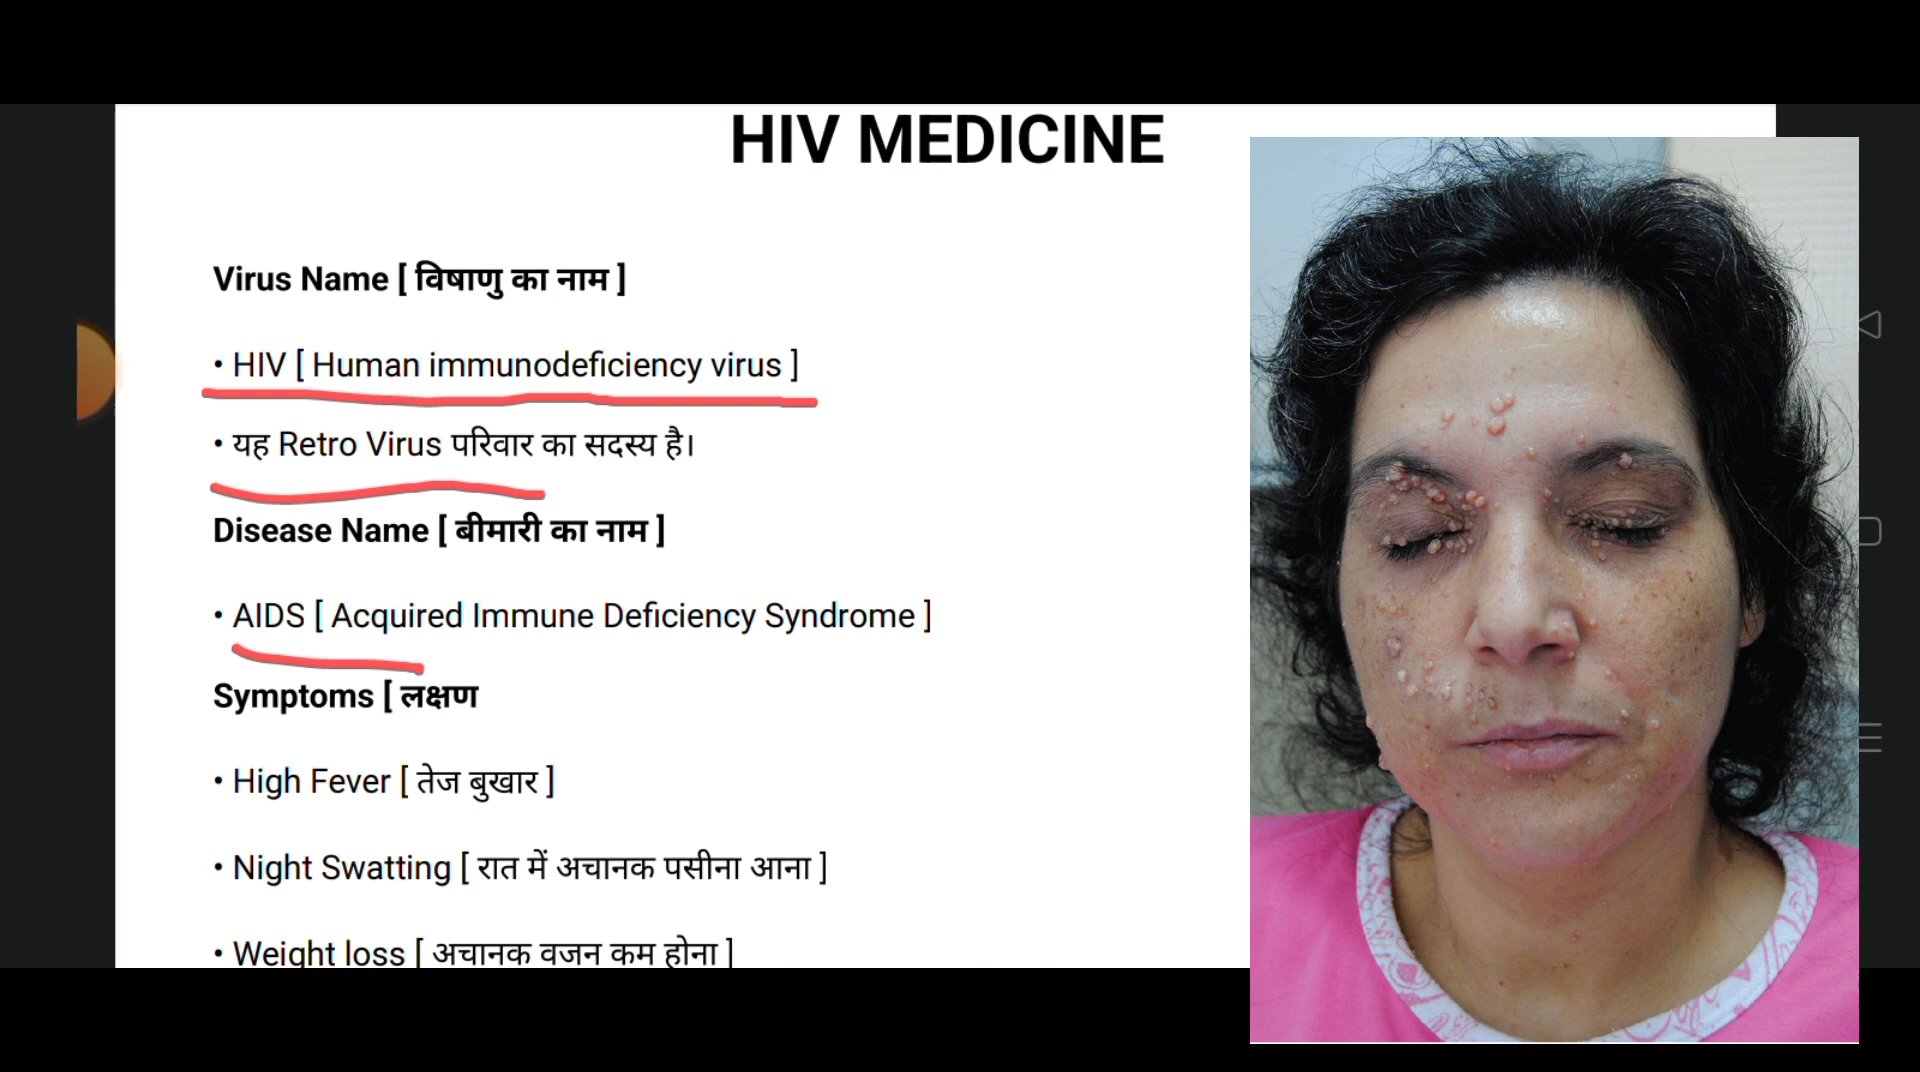 HIV MEDICINE
Virus Name [ विषाणु का नाम ]
• HIV [ Human immunodeficiency virus ]
• यह Retro Virus परिवार का सदस्य है।
Disease Name [ बीमारी का नाम ]
• AIDS [ Acquired Immune Deficiency Syndrome ]
Symptoms [ लक्षण
• High Fever [ तेज बुखार ]
• Night Swatting [ रात में अचानक पसीना आना ]
• Weight loss [ अचानक वजन कम होना ]